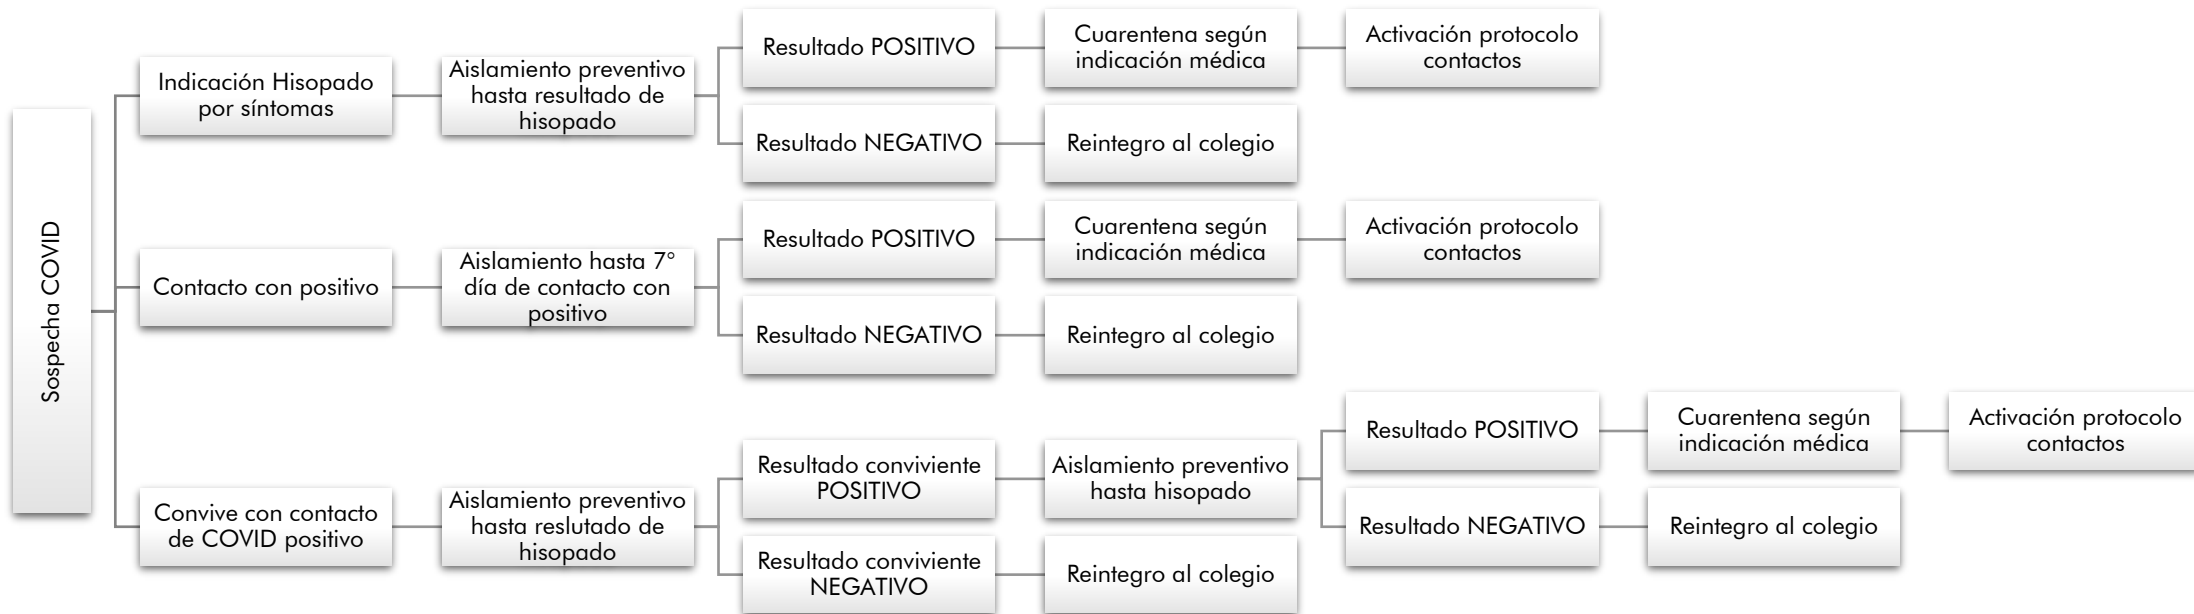 Sospecha COVID
Indicación Hisopado
por síntomas
Aislamiento preventivo
hasta resultado de
hisopado
Resultado POSITIVO
Cuarentena según
indicación médica
Activación protocolo
contactos
Resultado NEGATIVO
Reintegro al colegio
Contacto con positivo
Aislamiento hasta 7°
día de contacto con
positivo
Resultado POSITIVO
Cuarentena según
indicación médica
Activación protocolo
contactos
Resultado NEGATIVO
Reintegro al colegio
Convive con contacto
de COVID positivo
Aislamiento preventivo
hasta reslutado de
hisopado
Resultado conviviente
POSITIVO
Aislamiento preventivo
hasta hisopado
Resultado POSITIVO
Cuarentena según
indicación médica
Activación protocolo
contactos
Resultado NEGATIVO
Reintegro al colegio
Resultado conviviente
NEGATIVO
Reintegro al colegio